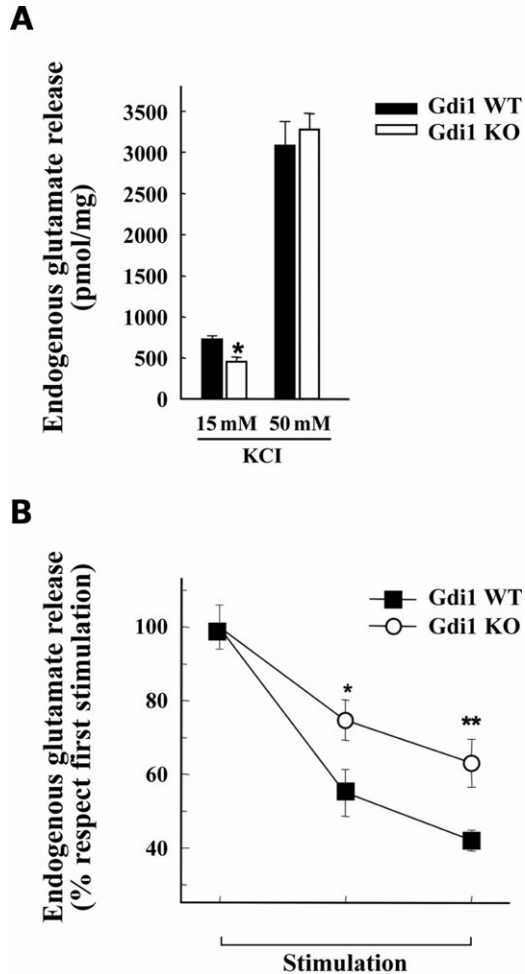 A
Endogenous glutamate release
(pmol/mg)
3500
3000
2500
2000
1500
1000
500
0
Gdi1 WT
Gdi1 KO
*
15 mM 50 mM
KCl
B
Endogenous glutamate release
(% respect first stimulation)
100
80
60
40
Gdi1 WT
Gdi1 KO
*
**
Stimulation